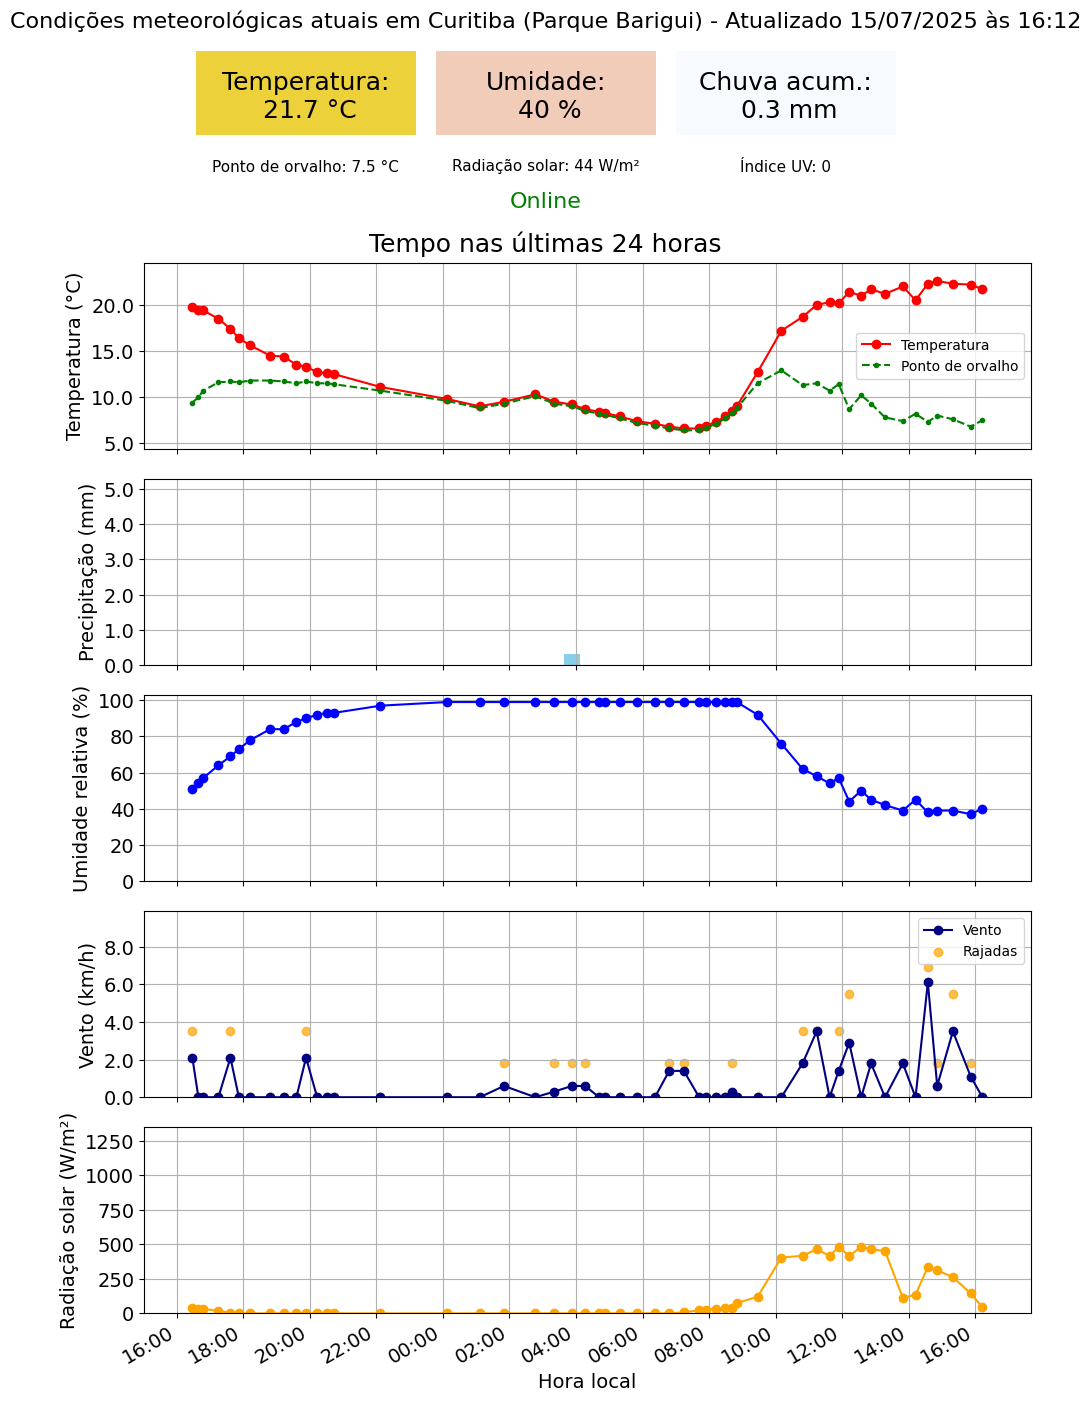 Condições meteorológicas atuais em Curitiba (Parque Barigui) - Atualizado 15/07/2025 às 16:12
Temperatura:
21.7 °C
Umidade:
40 %
Chuva acum.:
0.3 mm
Ponto de orvalho: 7.5 °C
Radiação solar: 44 W/m²
Índice UV: 0
Online
Tempo nas últimas 24 horas
Temperatura (°C)
20.0
15.0
10.0
5.0
Temperatura
Ponto de orvalho
Precipitação (mm)
5.0
4.0
3.0
2.0
1.0
0.0
Umidade relativa (%)
100
80
60
40
20
0
Vento (km/h)
8.0
6.0
4.0
2.0
0.0
Vento
Rajadas
Radiação solar (W/m²)
1250
1000
750
500
250
0
16:00
18:00
20:00
22:00
00:00
02:00
04:00
06:00
08:00
10:00
12:00
14:00
16:00
Hora local